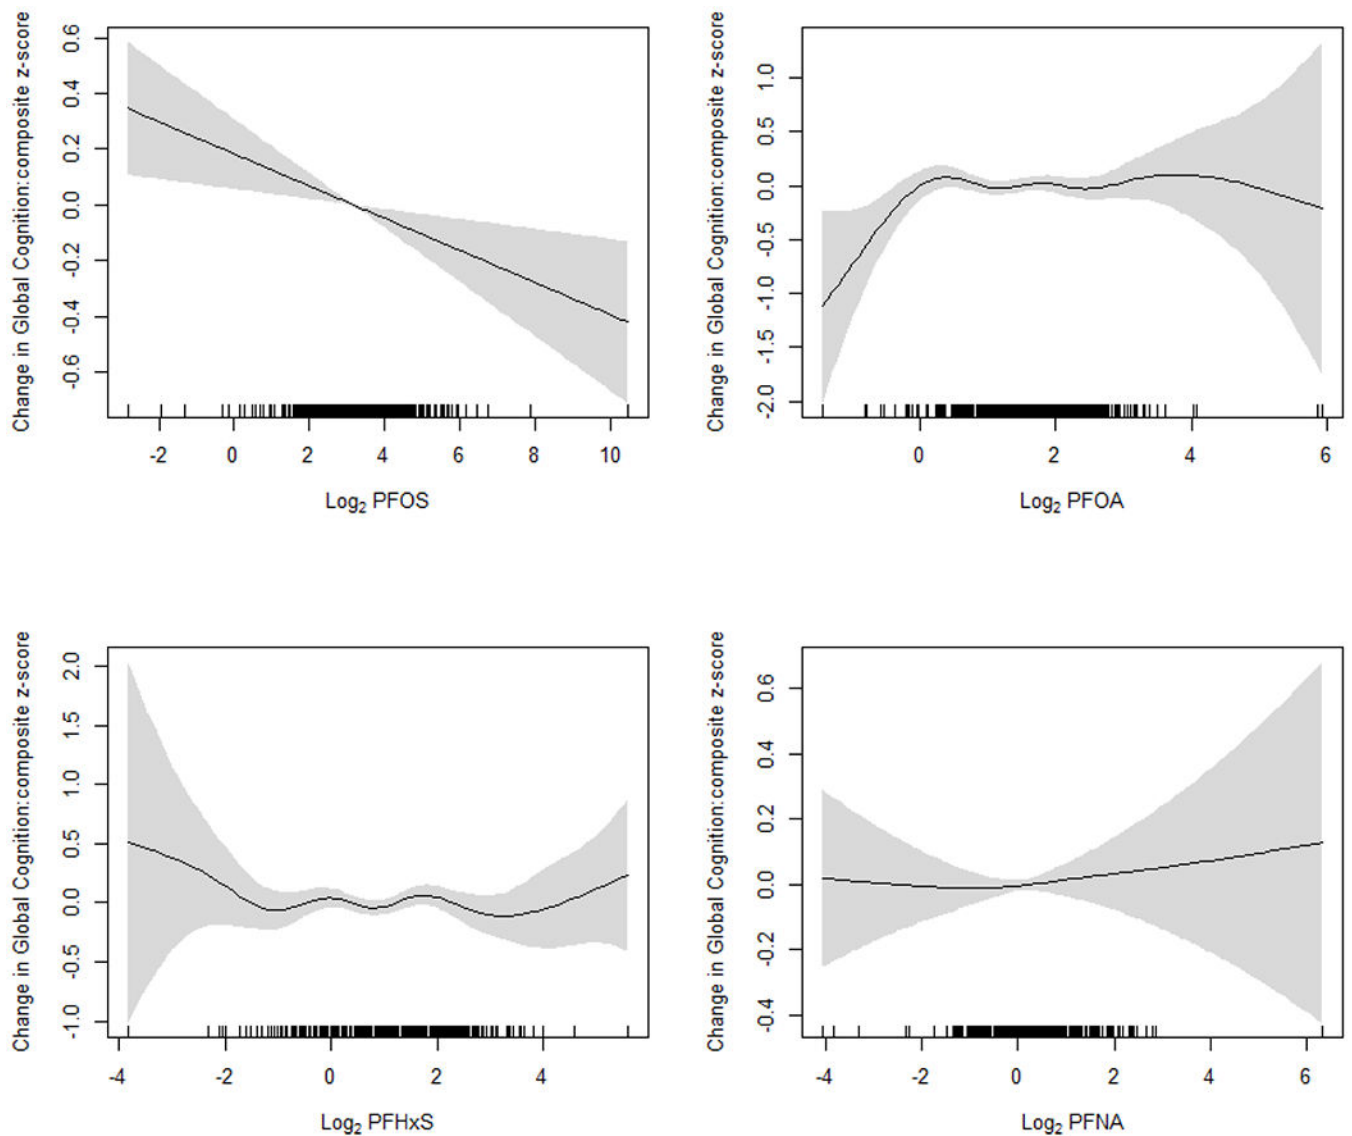 Change in Global Cognition:composite z-score
0.6
0.4
0.2
0.0
-0.2
-0.4
-0.6
-2 0 2 4 6 8 10
Log₂ PFOS
Change in Global Cognition:composite z-score
1.0
0.5
0.0
-0.5
-1.0
-1.5
-2.0
0 2 4 6
Log₂ PFOA
Change in Global Cognition:composite z-score
2.0
1.5
1.0
0.5
0.0
-0.5
-1.0
-4 -2 0 2 4
Log₂ PFHxS
Change in Global Cognition:composite z-score
0.6
0.4
0.2
0.0
-0.2
-0.4
-4 -2 0 2 4 6
Log₂ PFNA